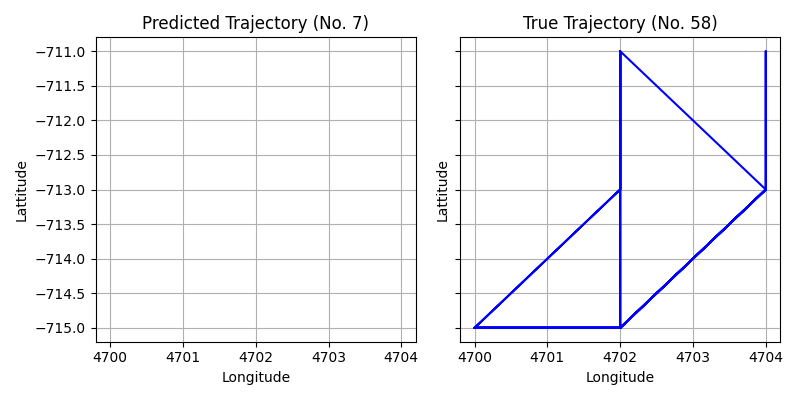 Predicted Trajectory (No. 7)
−711.0
−711.5
−712.0
−712.5
−713.0
−713.5
−714.0
−714.5
−715.0
Lattitude
4700 4701 4702 4703 4704
Longitude
True Trajectory (No. 58)
Lattitude
4700 4701 4702 4703 4704
Longitude